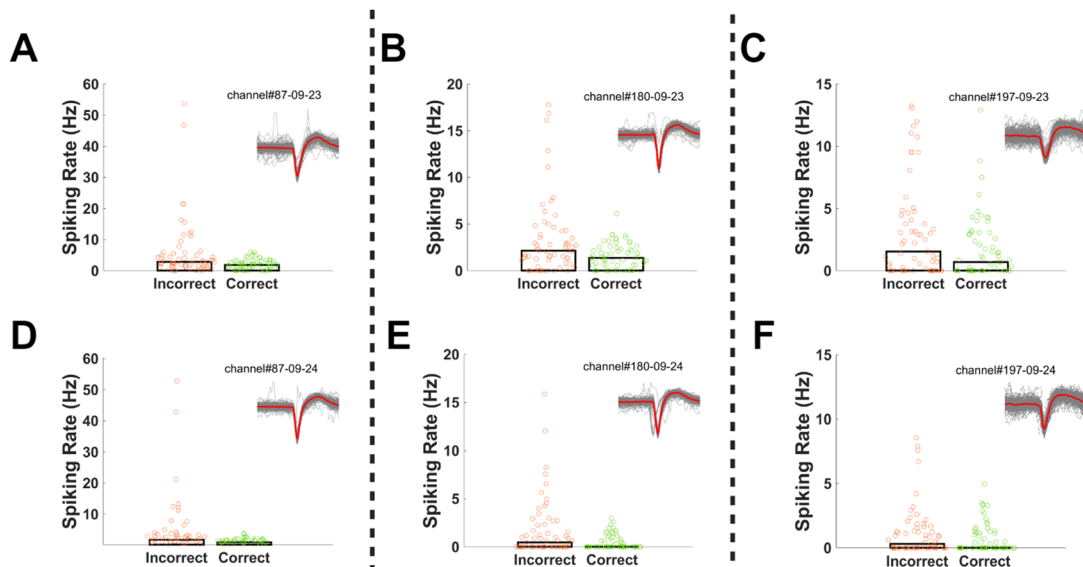 A
B
C
60
50
40
30
20
10
0
Spiking Rate (Hz)
channel#87-09-23
Incorrect Correct
20
15
10
5
0
Spiking Rate (Hz)
channel#180-09-23
Incorrect Correct
15
10
5
0
Spiking Rate (Hz)
channel#197-09-23
Incorrect Correct
D
E
F
60
50
40
30
20
10
Spiking Rate (Hz)
channel#87-09-24
Incorrect Correct
20
15
10
5
0
Spiking Rate (Hz)
channel#180-09-24
Incorrect Correct
15
10
5
0
Spiking Rate (Hz)
channel#197-09-24
Incorrect Correct